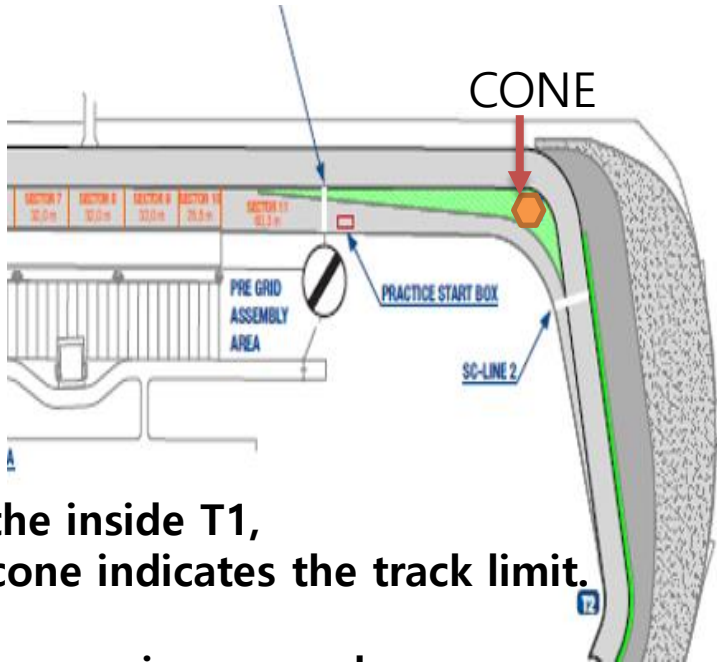 CONE
SECTOR 7
32,0 m
SECTOR 8
32,0 m
SECTOR 9
32,0 m
SECTOR 10
SECTOR 11
PRE GRID
ASSEMBLY
AREA
PRACTICE START BOX
SC-LINE 2
A
the inside T1,
cone indicates the track limit.
T2